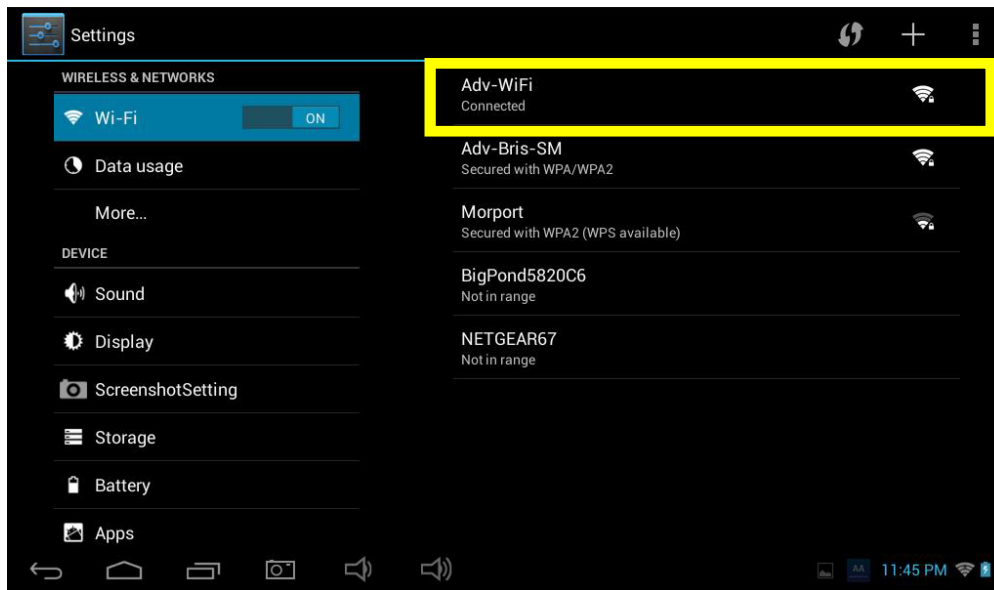 Settings
WIRELESS & NETWORKS
Wi-Fi
ON
Data usage
More...
DEVICE
Sound
Display
ScreenshotSetting
Storage
Battery
Apps
Adv-WiFi
Connected
Adv-Bris-SM
Secured with WPA/WPA2
Morport
Secured with WPA2 (WPS available)
BigPond5820C6
Not in range
NETGEAR67
Not in range
AA
11:45 PM